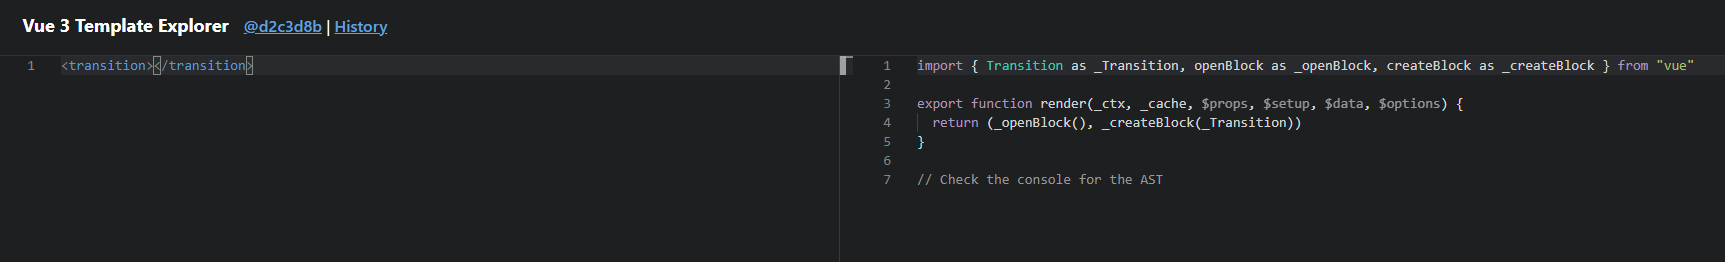 Vue 3 Template Explorer @d2c3d8b | History
1 <transition></transition>
1 import { Transition as _Transition, openBlock as _openBlock, createBlock as _createBlock } from "vue"
2
3 export function render(_ctx, _cache, $props, $setup, $data, $options) {
4 return (_openBlock(), _createBlock(_Transition))
5 }
6
7 // Check the console for the AST